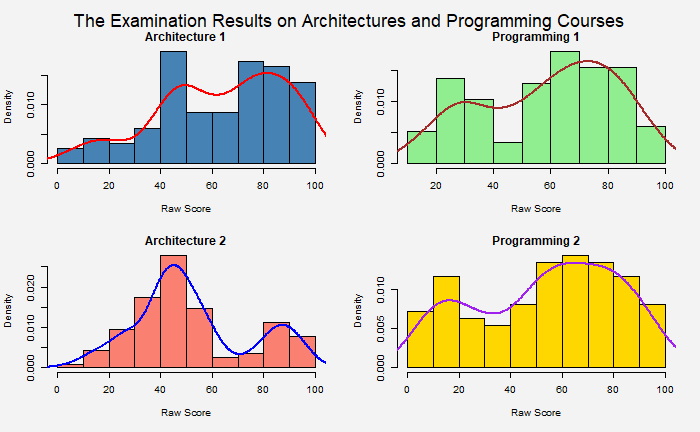 The Examination Results on Architectures and Programming Courses
Architecture 1
Programming 1
Density
0.000 0.010
0 20 40 60 80 100
Raw Score
Density
0.000 0.010
20 40 60 80 100
Raw Score
Architecture 2
Programming 2
Density
0.000 0.010 0.020
0 20 40 60 80 100
Raw Score
Density
0.000 0.005 0.010
0 20 40 60 80 100
Raw Score